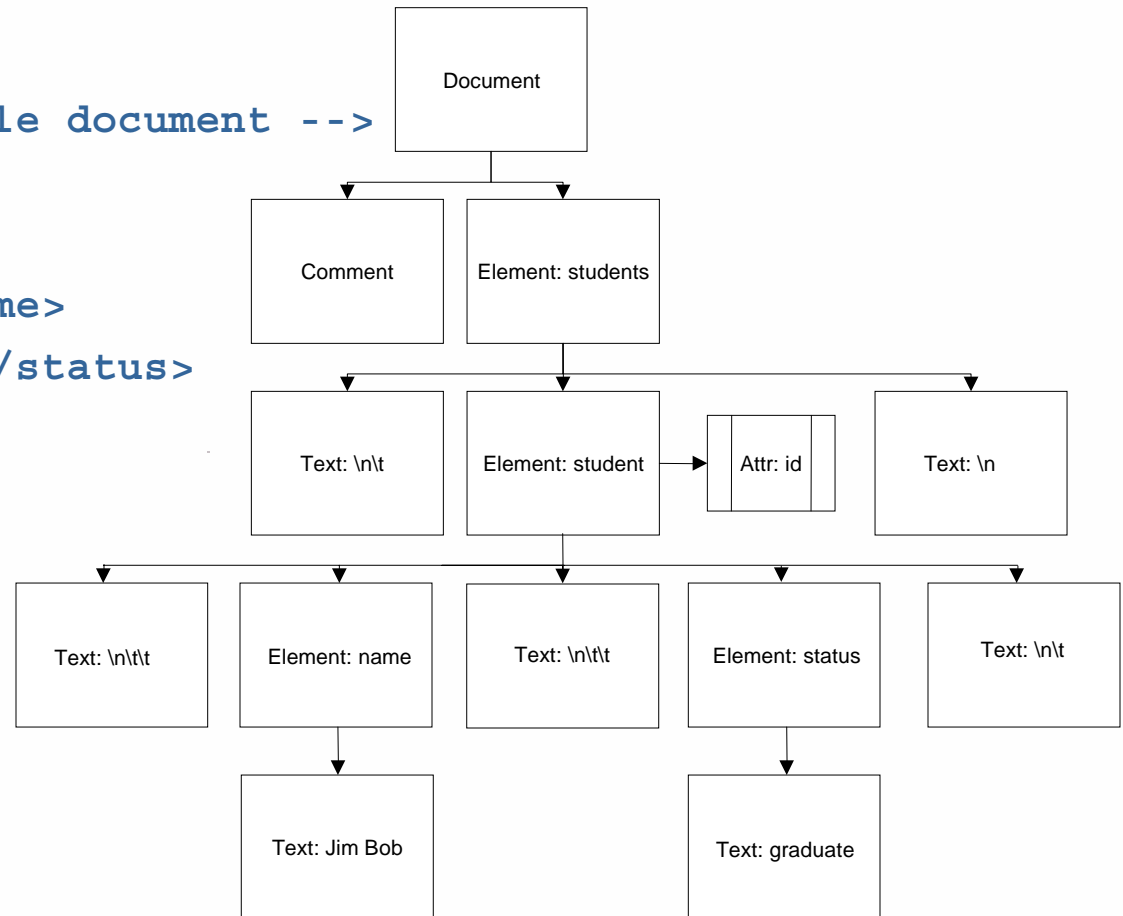 Document
le document -->
Comment
Element: students
me>
/status>
Text: \n\t
Element: student
Attr: id
Text: \n
Text: \n\t\t
Element: name
Text: \n\t\t
Element: status
Text: \n\t
Text: Jim Bob
Text: graduate